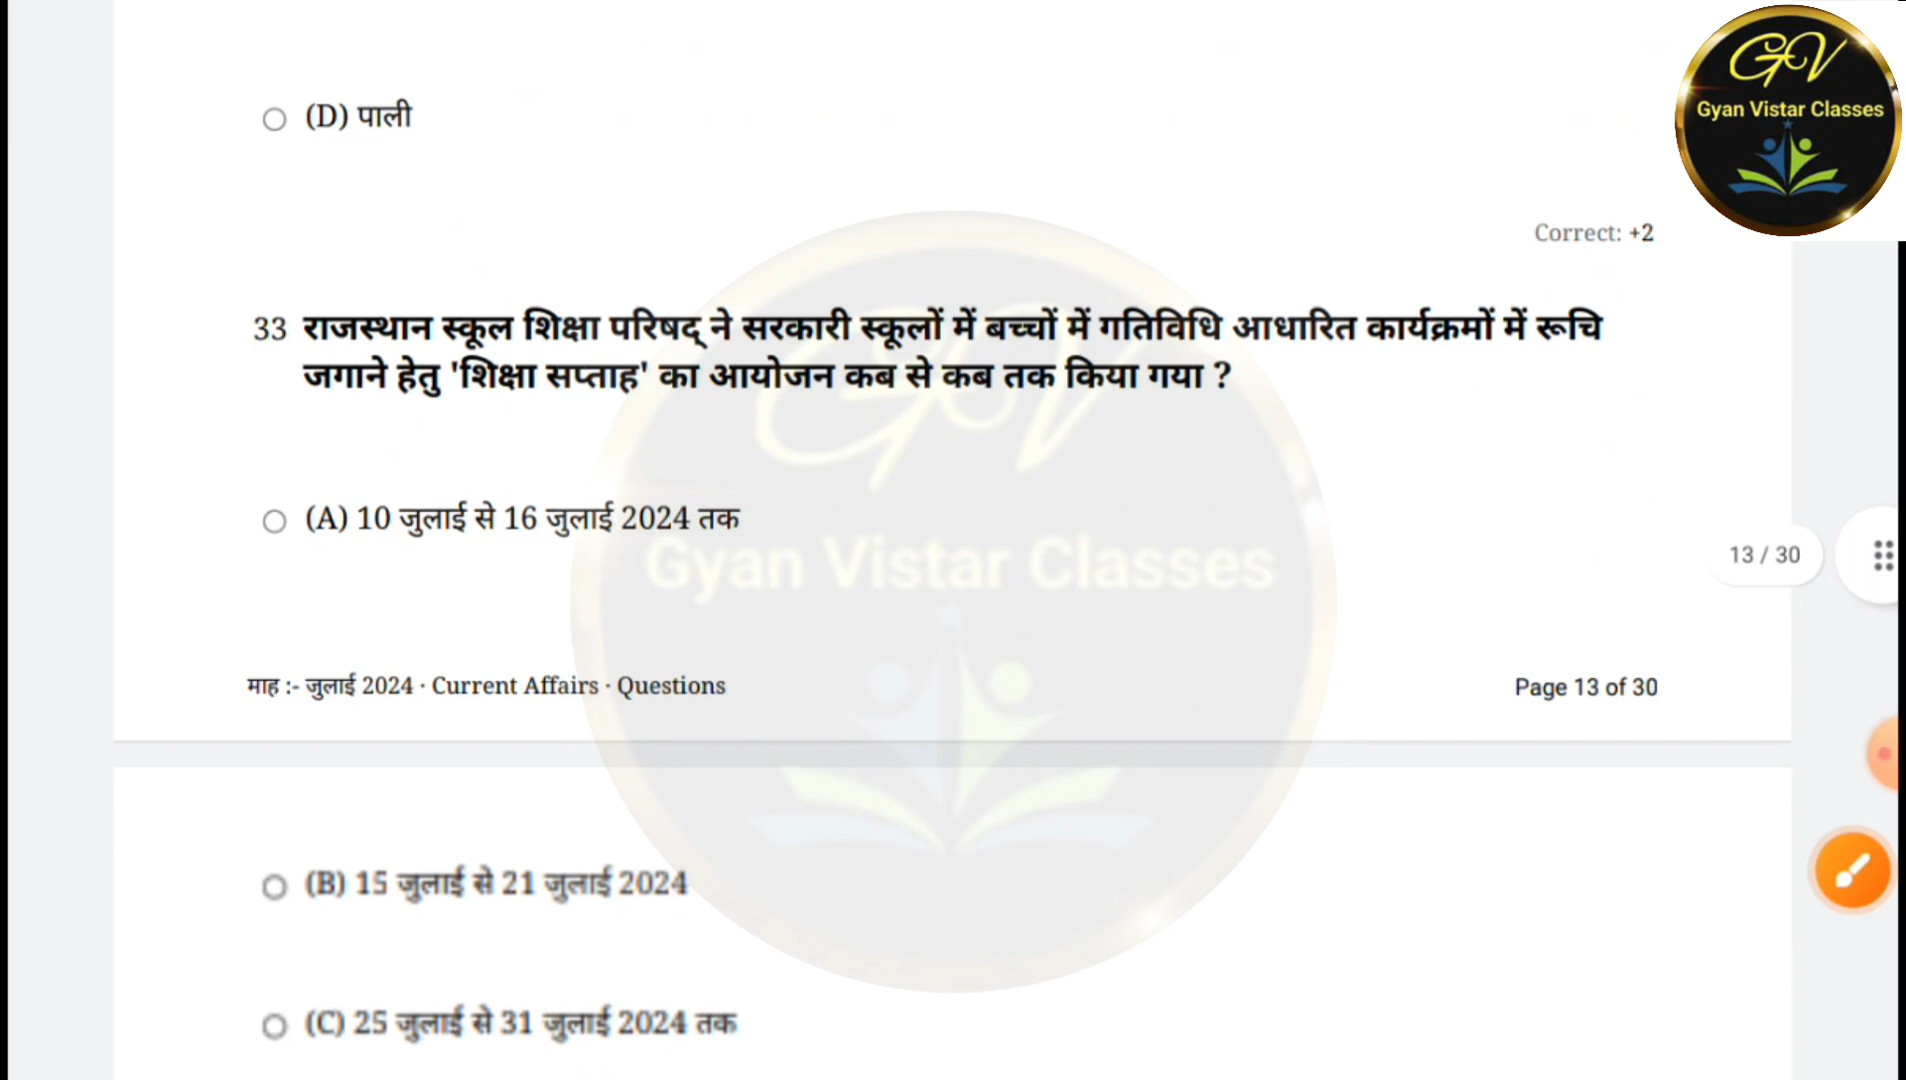 GV
Gyan Vistar Classes
(D) पाली
Correct: +2
33 राजस्थान स्कूल शिक्षा परिषद् ने सरकारी स्कूलों में बच्चों में गतिविधि आधारित कार्यक्रमों में रूचि
जगाने हेतु 'शिक्षा सप्ताह' का आयोजन कब से कब तक किया गया ?
GV
(A) 10 जुलाई से 16 जुलाई 2024 तक
Gyan Vistar Classes
13 / 30
माह :- जुलाई 2024 · Current Affairs · Questions
Page 13 of 30
(B) 15 जुलाई से 21 जुलाई 2024
(C) 25 जुलाई से 31 जुलाई 2024 तक